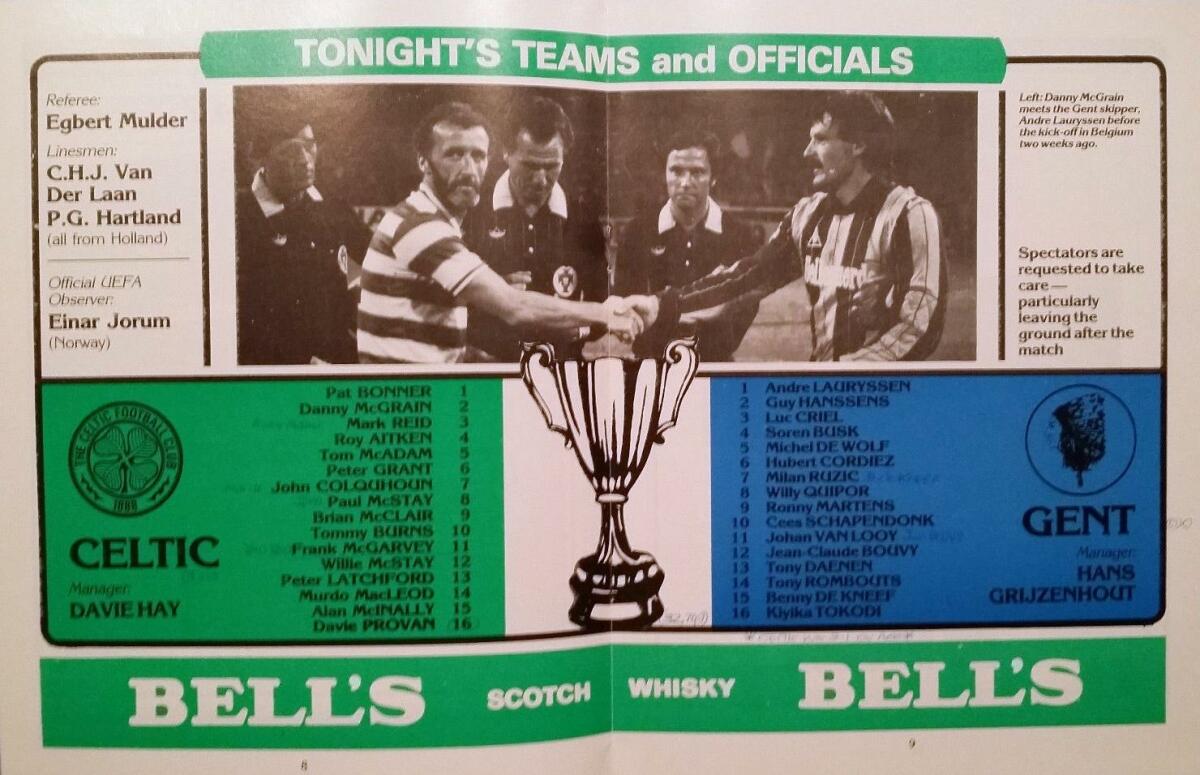 TONIGHT'S TEAMS and OFFICIALS
Referee:
Egbert Mulder
Linesmen:
C.H.J. Van
Der Laan
P.G. Hartland
(all from Holland)
Official UEFA
Observer:
Einar Jorum
(Norway)
Left: Danny McGrain
meets the Gent skipper,
Andre Lauryssen before
the kick-off in Belgium
two weeks ago.
Spectators are
requested to take
care—
particularly
leaving the
ground after the
match
THE CELTIC FOOTBALL CLUB
1888
CELTIC
Manager:
DAVIE HAY
Pat BONNER 1
Danny McGRAIN 2
Mark REID 3
Roy AITKEN 4
Tom McADAM 5
Peter GRANT 6
John COLQUHOUN 7
Paul McSTAY 8
Brian McCLAIR 9
Tommy BURNS 10
Frank McGARVEY 11
Willie McSTAY 12
Peter LATCHFORD 13
Murdo MacLEOD 14
Alan McINALLY 15
Davie PROVAN 16
1 Andre LAURYSSEN
2 Guy HANSSENS
3 Luc CRIEL
4 Soren BUSK
5 Michel DE WOLF
6 Hubert CORDIEZ
7 Milan RUZIC
8 Willy QUIPOR
9 Ronny MARTENS
10 Cees SCHAPENDONK
11 Johan VAN LOOY
12 Jean-Claude BOUVY
13 Tony DAENEN
14 Tony ROMBOUTS
15 Benny DE KNEEF
16 Kiyika TOKODI
GENT
Manager:
HANS
GRIJZENHOUT
BELL'S SCOTCH WHISKY BELL'S
8
9